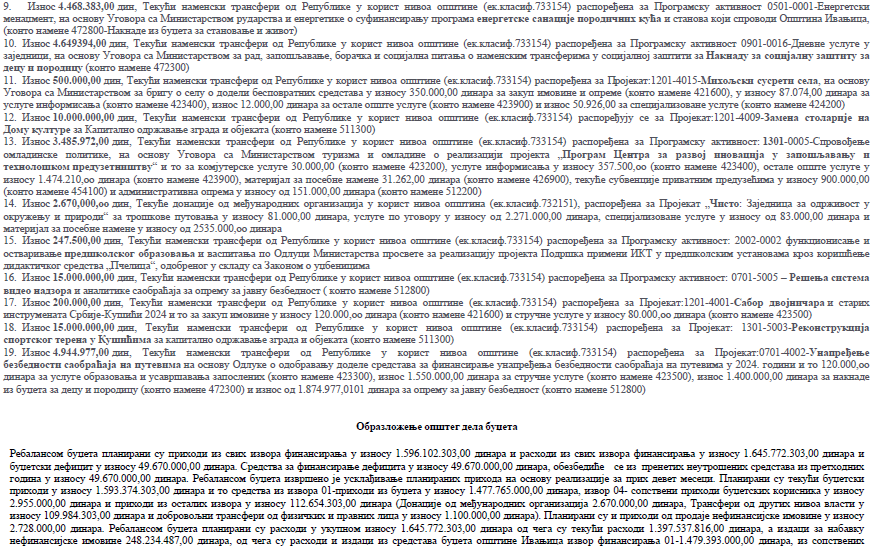 9. Износ 4.468.383,00 дин, Текући наменски трансфери од Републике у корист нивоа општине (ек.класиф.733154) распоређена за Програмску активност 0501-0001-Енергетски
менаџмент, на основу Уговора са Министарством рударства и енергетике о суфинансирању програма енергетске санације породичних кућа и станова који спроводи Општина Ивањица,
(конто намене 472800-Накнаде из буџета за становање и живот)
10. Износ 4.649394,00 дин, Текући наменски трансфери од Републике у корист нивоа општине (ек.класиф.733154) распоређена за Програмску активност 0901-0016-Дневне услуге у
заједници, на основу Уговора са Министарством за рад, запошљавање, борачка и социјална питања о наменским трансферима у социјалној заштити за Накнаду за социјалну заштиту за
децу и породицу (конто намене 472300)
11. Износ 500.000,00 дин, Текући наменски трансфери од Републике у корист нивоа општине (ек.класиф.733154) распоређена за Пројекат:1201-4015-Михољски сусрети села, на основу
Уговора са Министарством за бригу о селу о додели бесповратних средстава у износу 350.000 динара за закуп имовине и опреме (конто намене 421600), у износу 87.074,00 динара за
услуге информисања (конто намене 423400), износ 12.000 динара за остале опште услуге (конто намене 423900) и износ 50.926,00 за специјализоване услуге (конто намене 424200)
12. Износ 10.000.000,00 дин, Текући наменски трансфери од Републике у корист нивоа општине (ек.класиф.733154) распоређују се за Пројекат:1201-4009-Замена столарије на
Дому културе за Капитално одржавање зграда и објеката (конто намене 511300)
13. Износ 3.485.972,00 дин, Текући наменски трансфери од Републике у корист нивоа општине (ек.класиф.733154) распоређена за Програмску активност: 1301-0005-Спровођење
омладинске политике, на основу Уговора са Министарством туризма и омладине о реализацији пројекта „Програм Центра за развој иновација у запошљавању и
технолошком предузетништву“ и то за комјутерске услуге 30.000,00 (конто намене 423200), услуге информисања у износу 357.500,оо (конто намене 423400), остале опште услуге у
износу 1.474.210,оо динара (конто намене 423900), материјал за посебне намене 31.262,00 динара (конто намене 426900), текуће субвенције приватним предузећима у износу 900.000,00
(конто намене 454100) и административна опрема у износу од 151.000,00 динара (конто намене 512200)
14. Износ 2.670,000,оо дин, Текуће донације од међународних организација у корист нивоа општина (ек.класиф.732151), распоређена за Пројекат „Чисто: Заједница за одрживост у
окружењу и природи“ за трошкове путовања у износу 81.000,00 динара, услуге по уговору у износу од 2.271.000,00 динара, специјализоване услуге у износу од 83.000,00 динара и
материјал за посебне намене у износу од 2535.000,оо динара
15. Износ 247.500,00 дин, Текући наменски трансфери од Републике у корист нивоа општине (ек.класиф.733154) распоређена за Програмску активност: 2002-0002 функционисање и
остваривање предшколског образовања и васпитања по Одлуци Министарства просвете за реализацију пројекта Подршка примени ИКТ у предшколским установама кроз коришћење
дидактичког средства „Пчелица“, одобреног у складу са Законом о уџбеницима
16. Износ 15.000.000,00 дин, Текући наменски трансфери од Републике у корист нивоа општине (ек.класиф.733154) распоређена за Програмску активност: 0701-5005 – Решења система
видео надзора и аналитике саобраћаја за опрему за јавну безбедност ( конто намене 512800)
17. Износ 200.000,00 дин, Текући наменски трансфери од Републике у корист нивоа општине (ек.класиф.733154) распоређена за Пројекат:1201-4001-Сабор двојничара и старих
инструмената Србије-Кушићи 2024 и то за закуп имовине у износу 120.000,оо динара (конто намене 421600) и стручне услуге у износу 80.000,оо динара (конто намене 423500)
18. Износ 15.000.000,00 дин, Текући наменски трансфери од Републике у корист нивоа општине (ек.класиф.733154) распоређена за Пројекат: 1301-5003-Реконструкција
спортског терена у Кушићима за капитално одржавање зграда и објеката (конто намене 511300)
19. Износ 4.944.977,00 дин, Текући наменски трансфери од Републике у корист нивоа општине (ек.класиф.733154) распоређена за Пројекат:0701-4002-Унапређење
безбедности саобраћаја на путевима на основу Одлуке о одобравању доделе средстава за финансирање унапређења безбедности саобраћаја на путевима у 2024. години и то 120.000,оо
динара за услуге образовања и усавршавања запослених (конто намене 423300), износ 1.550.000 динара за стручне услуге (конто намене 423500), износ 1.400.000 динара за накнаде
из буџета за децу и породицу (конто намене 472300) и износ од 1.874.977,0101 динара за опрему за јавну безбедност (конто намене 512800)
Образложење општег дела буџета
Ребалансом буџета планирани су приходи из свих извора финансирања у износу 1.596.102.303,00 динара и расходи из свих извора финансирања у износу 1.645.772.303,00 динара и
буџетски дефицит у износу 49.670.000,00 динара. Средства за финансирање дефицита у износу 49.670.000,00 динара, обезбедиће се из пренетих неутрошених средстава из претходних
година у износу 49.670.000,00 динара. Ребалансом буџета извршено је усклађивање планираних прихода на основу реализације за прих девет месеци. Планирани су текући буџетски
приходи у износу 1.593.374.303,00 динара и то средства из извора 01-приходи из буџета у износу 1.477.765.000,00 динара, извор 04- сопствени приходи буџетских корисника у износу
2.955.000,00 динара и приходи из осталих извора у износу 112.654.303,00 динара (Донације од међународних организација 2.670.000,00 динара, Трансфери од других нивоа власти у
износу 109.984.303,00 динара и добровољни трансфери од физичких и правних лица у износу 1.100.000,00 динара). Планирани су и приходи од продаје нефинансијске имовине у износу
2.728.000,00 динара. Ребалансом буџета планирани су расходи у укупном износу 1.645.772.303,00 динара од чега су текући расходи 1.397.537.816,00 динара, а издаци за набавку
нефинансијске имовине 248.234.487,00 динара, од чега су расходи и издаци из средстава буџета општине Ивањица извор финансирања 01-1.479.393.000,00 динара, из сопствених